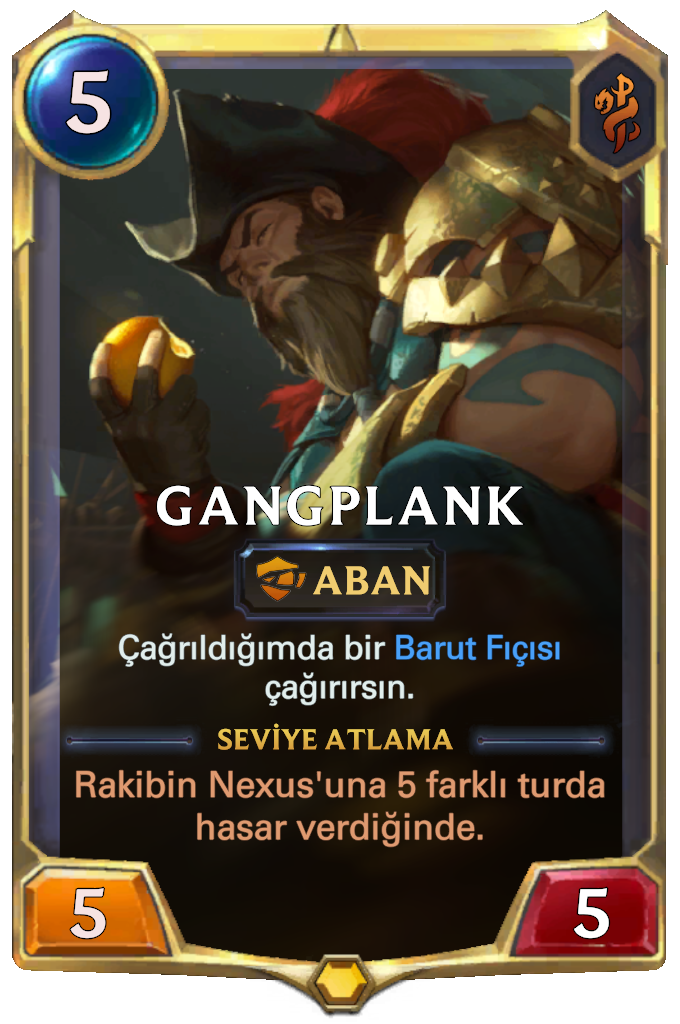 5
GANGPLANK
ABAN
Çağrıldığımda bir Barut Fıçısı
çağırırsın.
SEVİYE ATLAMA
Rakibin Nexus'una 5 farklı turda
hasar verdiğinde.
5
5